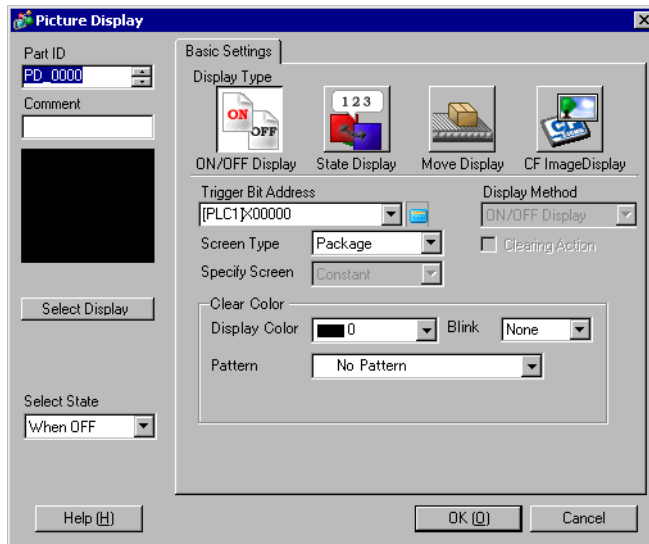 Picture Display
Part ID
PD_0000
Comment
Select Display
Select State
When OFF
Help (H)
Basic Settings
Display Type
ON
OFF
1 2 3
ON/OFF Display
State Display
Move Display
CF ImageDisplay
Trigger Bit Address
[PLC1]X00000
Display Method
ON/OFF Display
Screen Type
Package
Clearing Action
Specify Screen
Constant
Clear Color
Display Color
0
Blink
None
Pattern
No Pattern
OK (O)
Cancel